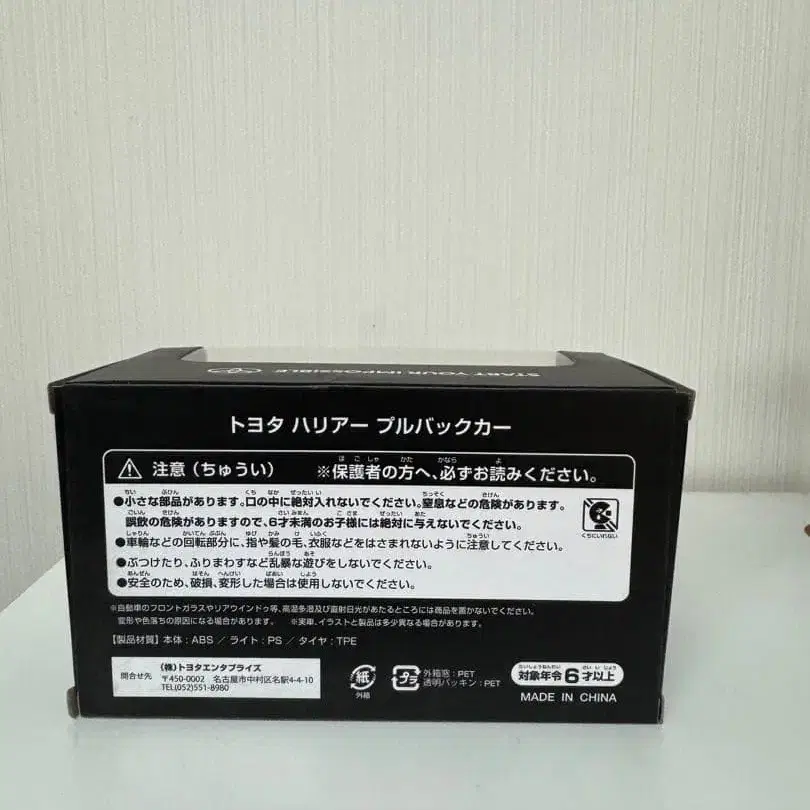 START YOUR IMPOSSIBLE
トヨタ ハリアー プルバックカー
注意(ちゅうい) ※保護者の方へ、必ずお読みください。
●小さな部品があります。口の中に絶対入れないでください。窒息などの危険があります。
誤飲の危険がありますので、6才未満のお子様には絶対に与えないでください。
●車輪などの回転部分に、指や髪の毛、衣服などをはさまれないように注意してください。
●ぶつけたり、ふりまわすなど乱暴な遊びをしないでください。
●安全のため、破損、変形した場合は使用しないでください。
くちにいれない
※自動車のフロントガラスやリアウインドゥ等、高温多湿及び直射日光があたるところには商品を置かないでください。
変形や色落ちの原因になる場合があります。 ※実車、イラストと製品は多少異なる場合があります。
【製品材質】本体:ABS / ライト:PS / タイヤ:TPE
問合せ先
(株)トヨタエンタプライズ
〒450-0002 名古屋市中村区名駅4-4-10
TEL(052)551-8980
紙
外箱
プラ
外箱窓:PET
透明パッキン:PET
たいしょうねんれい さい いじょう
対象年令6才以上
MADE IN CHINA